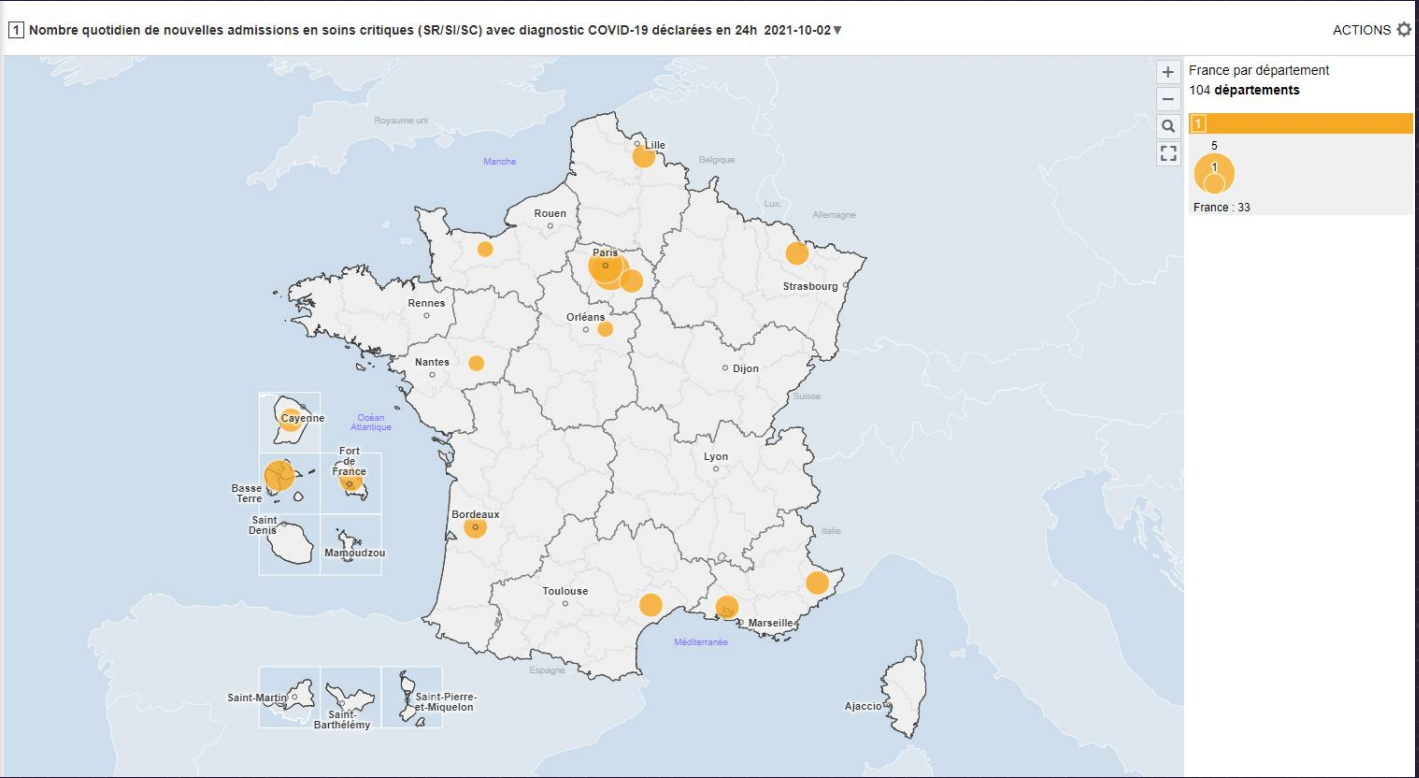 1 Nombre quotidien de nouvelles admissions en soins critiques (SR/SI/SC) avec diagnostic COVID-19 déclarées en 24h 2021-10-02▼
ACTIONS
+
−
France par département
104 départements
1
5
1
France : 33
Royaume uni
Manche
Lille
Belgique
Lux.
Allemagne
Rouen
Paris
Strasbourg
Rennes
Orléans
Nantes
Dijon
Suisse
Cayenne
Océan
Atlantique
Fort
de
France
Basse
Terre
Lyon
Bordeaux
Saint
Denis
Mamoudzou
Italie
Toulouse
Marseille
Méditerranée
Espagne
Saint-Martin
Saint-
Barthélémy
Saint-Pierre-
et-Miquelon
Ajaccio